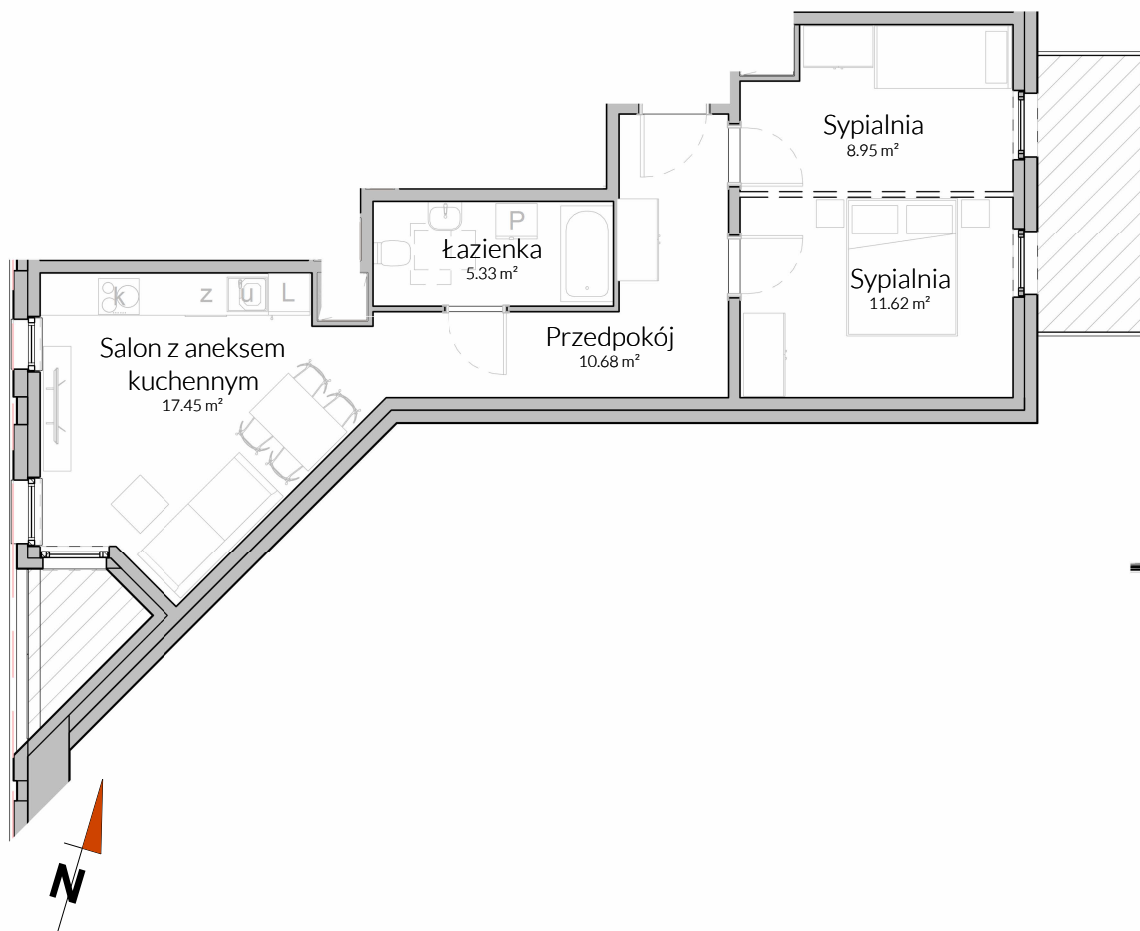 Sypialnia
8.95 m²
Sypialnia
11.62 m²
P
Łazienka
5.33 m²
k z u L
Przedpokój
10.68 m²
Salon z aneksem
kuchennym
17.45 m²
N